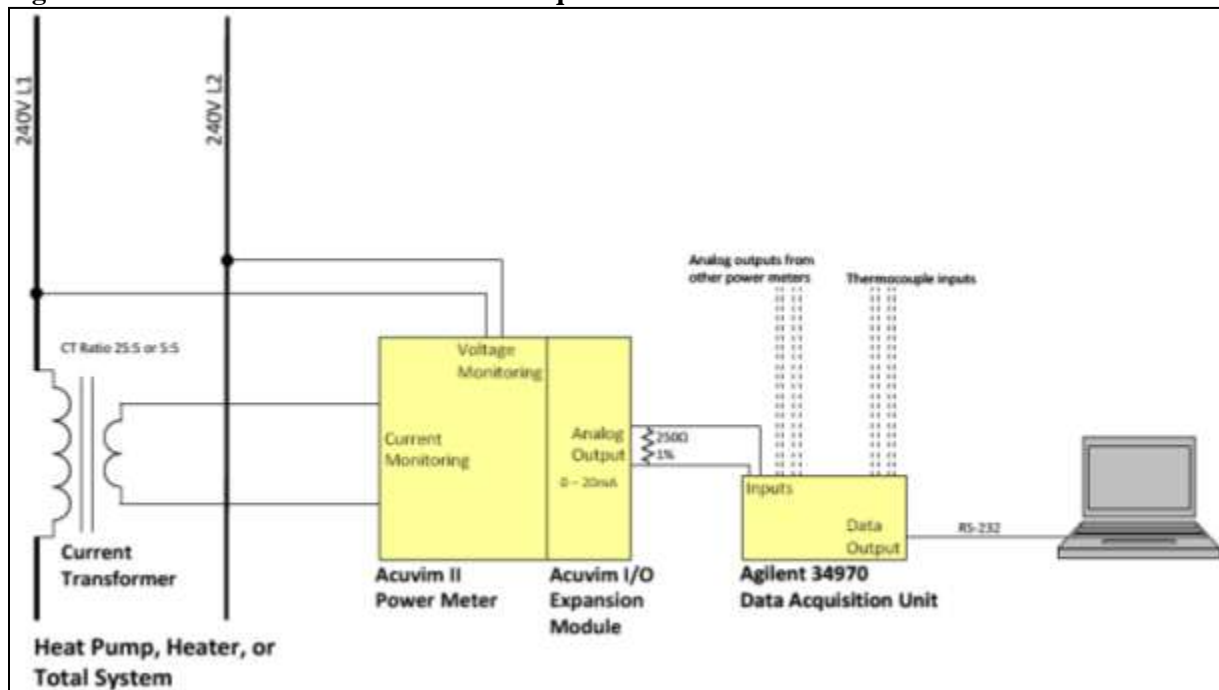 240V L1
240V L2
Analog outputs from
other power meters
Thermocouple inputs
CT Ratio 25:5 or 5:5
Voltage
Monitoring
Current
Monitoring
Analog
Output
0 – 20mA
250Ω
1%
Inputs
Data
Output
RS-232
Current
Transformer
Acuvim II
Power Meter
Acuvim I/O
Expansion
Module
Agilent 34970
Data Acquisition Unit
Heat Pump, Heater, or
Total System